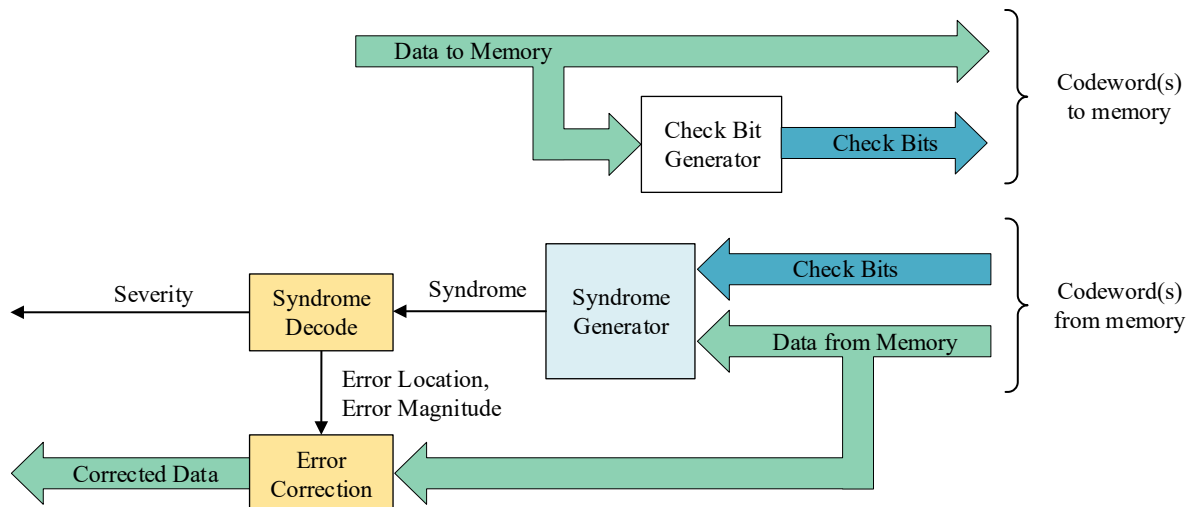 Data to Memory
Codeword(s)
to memory
Check Bit
Generator
Check Bits
Check Bits
Severity
Syndrome
Decode
Syndrome
Syndrome
Generator
Codeword(s)
from memory
Data from Memory
Error Location,
Error Magnitude
Corrected Data
Error
Correction